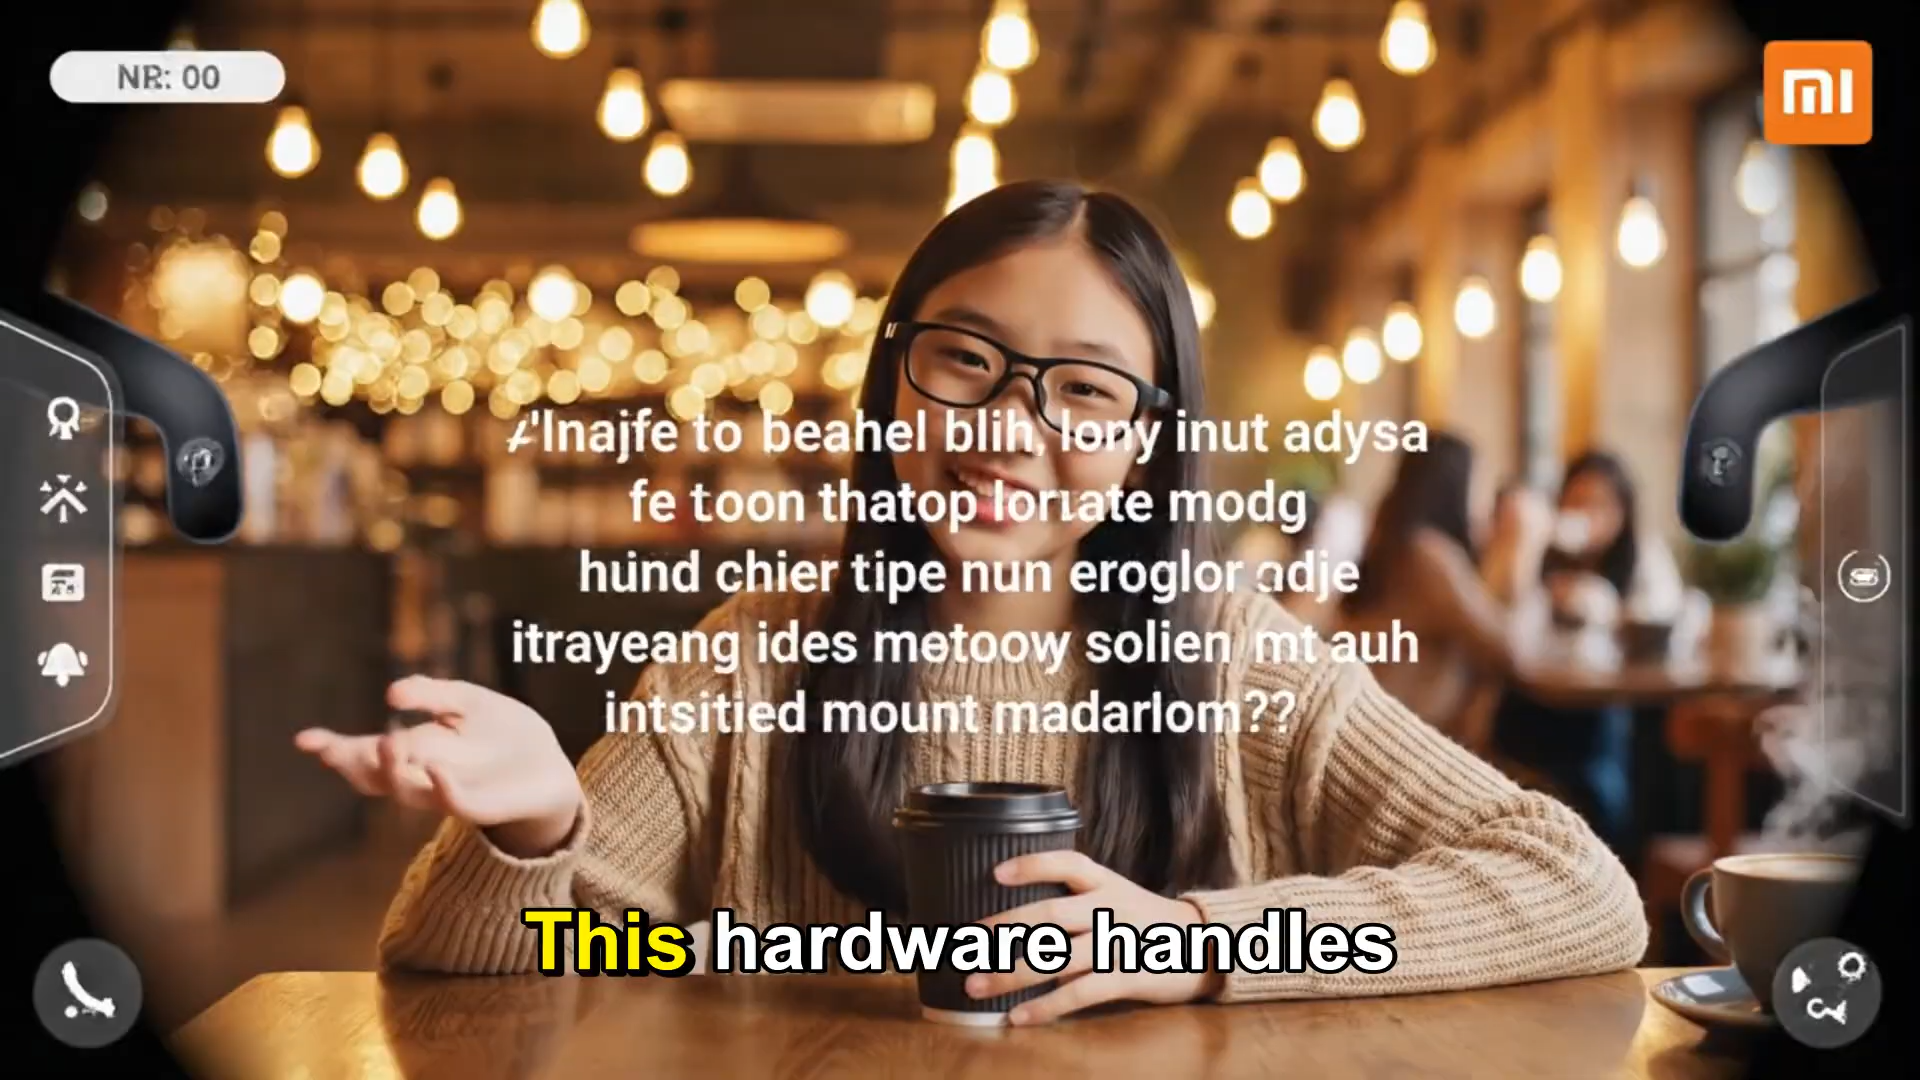 NR: 00
mi
to beahel blih, lony inut adysa
fe toon thatop loriate modg
hund chier tipe nun eroglor adje
itrayeang ides metoow solien mt auh
intsitied mount madarlom??
This hardware handles